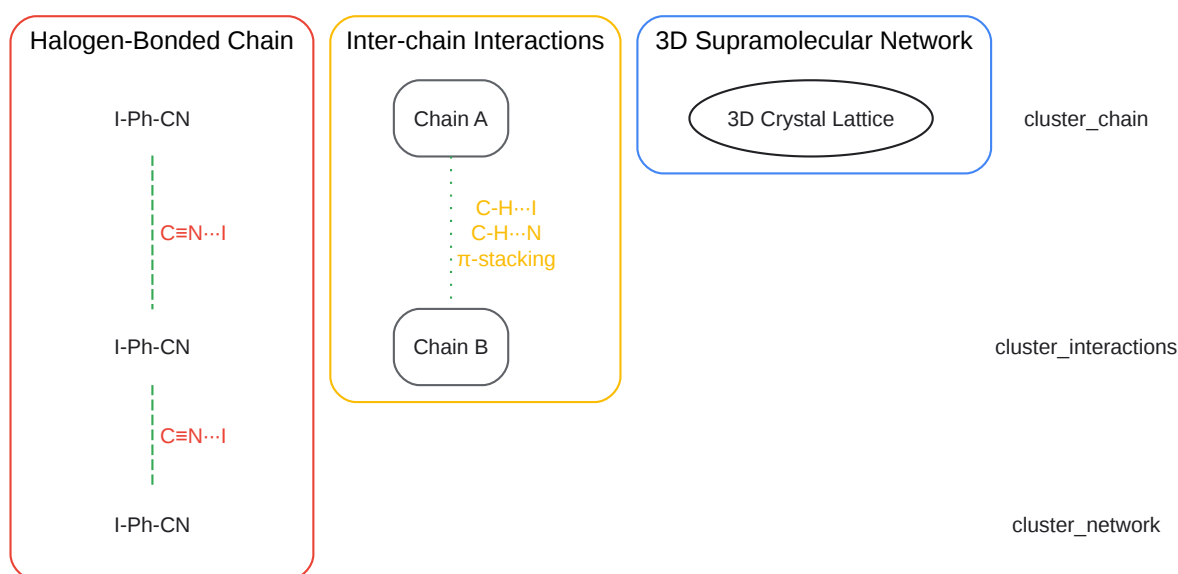 Halogen-Bonded Chain
I-Ph-CN
C≡N···I
I-Ph-CN
C≡N···I
I-Ph-CN
Inter-chain Interactions
Chain A
C-H···I
C-H···N
π-stacking
Chain B
3D Supramolecular Network
3D Crystal Lattice
cluster_chain
cluster_interactions
cluster_network